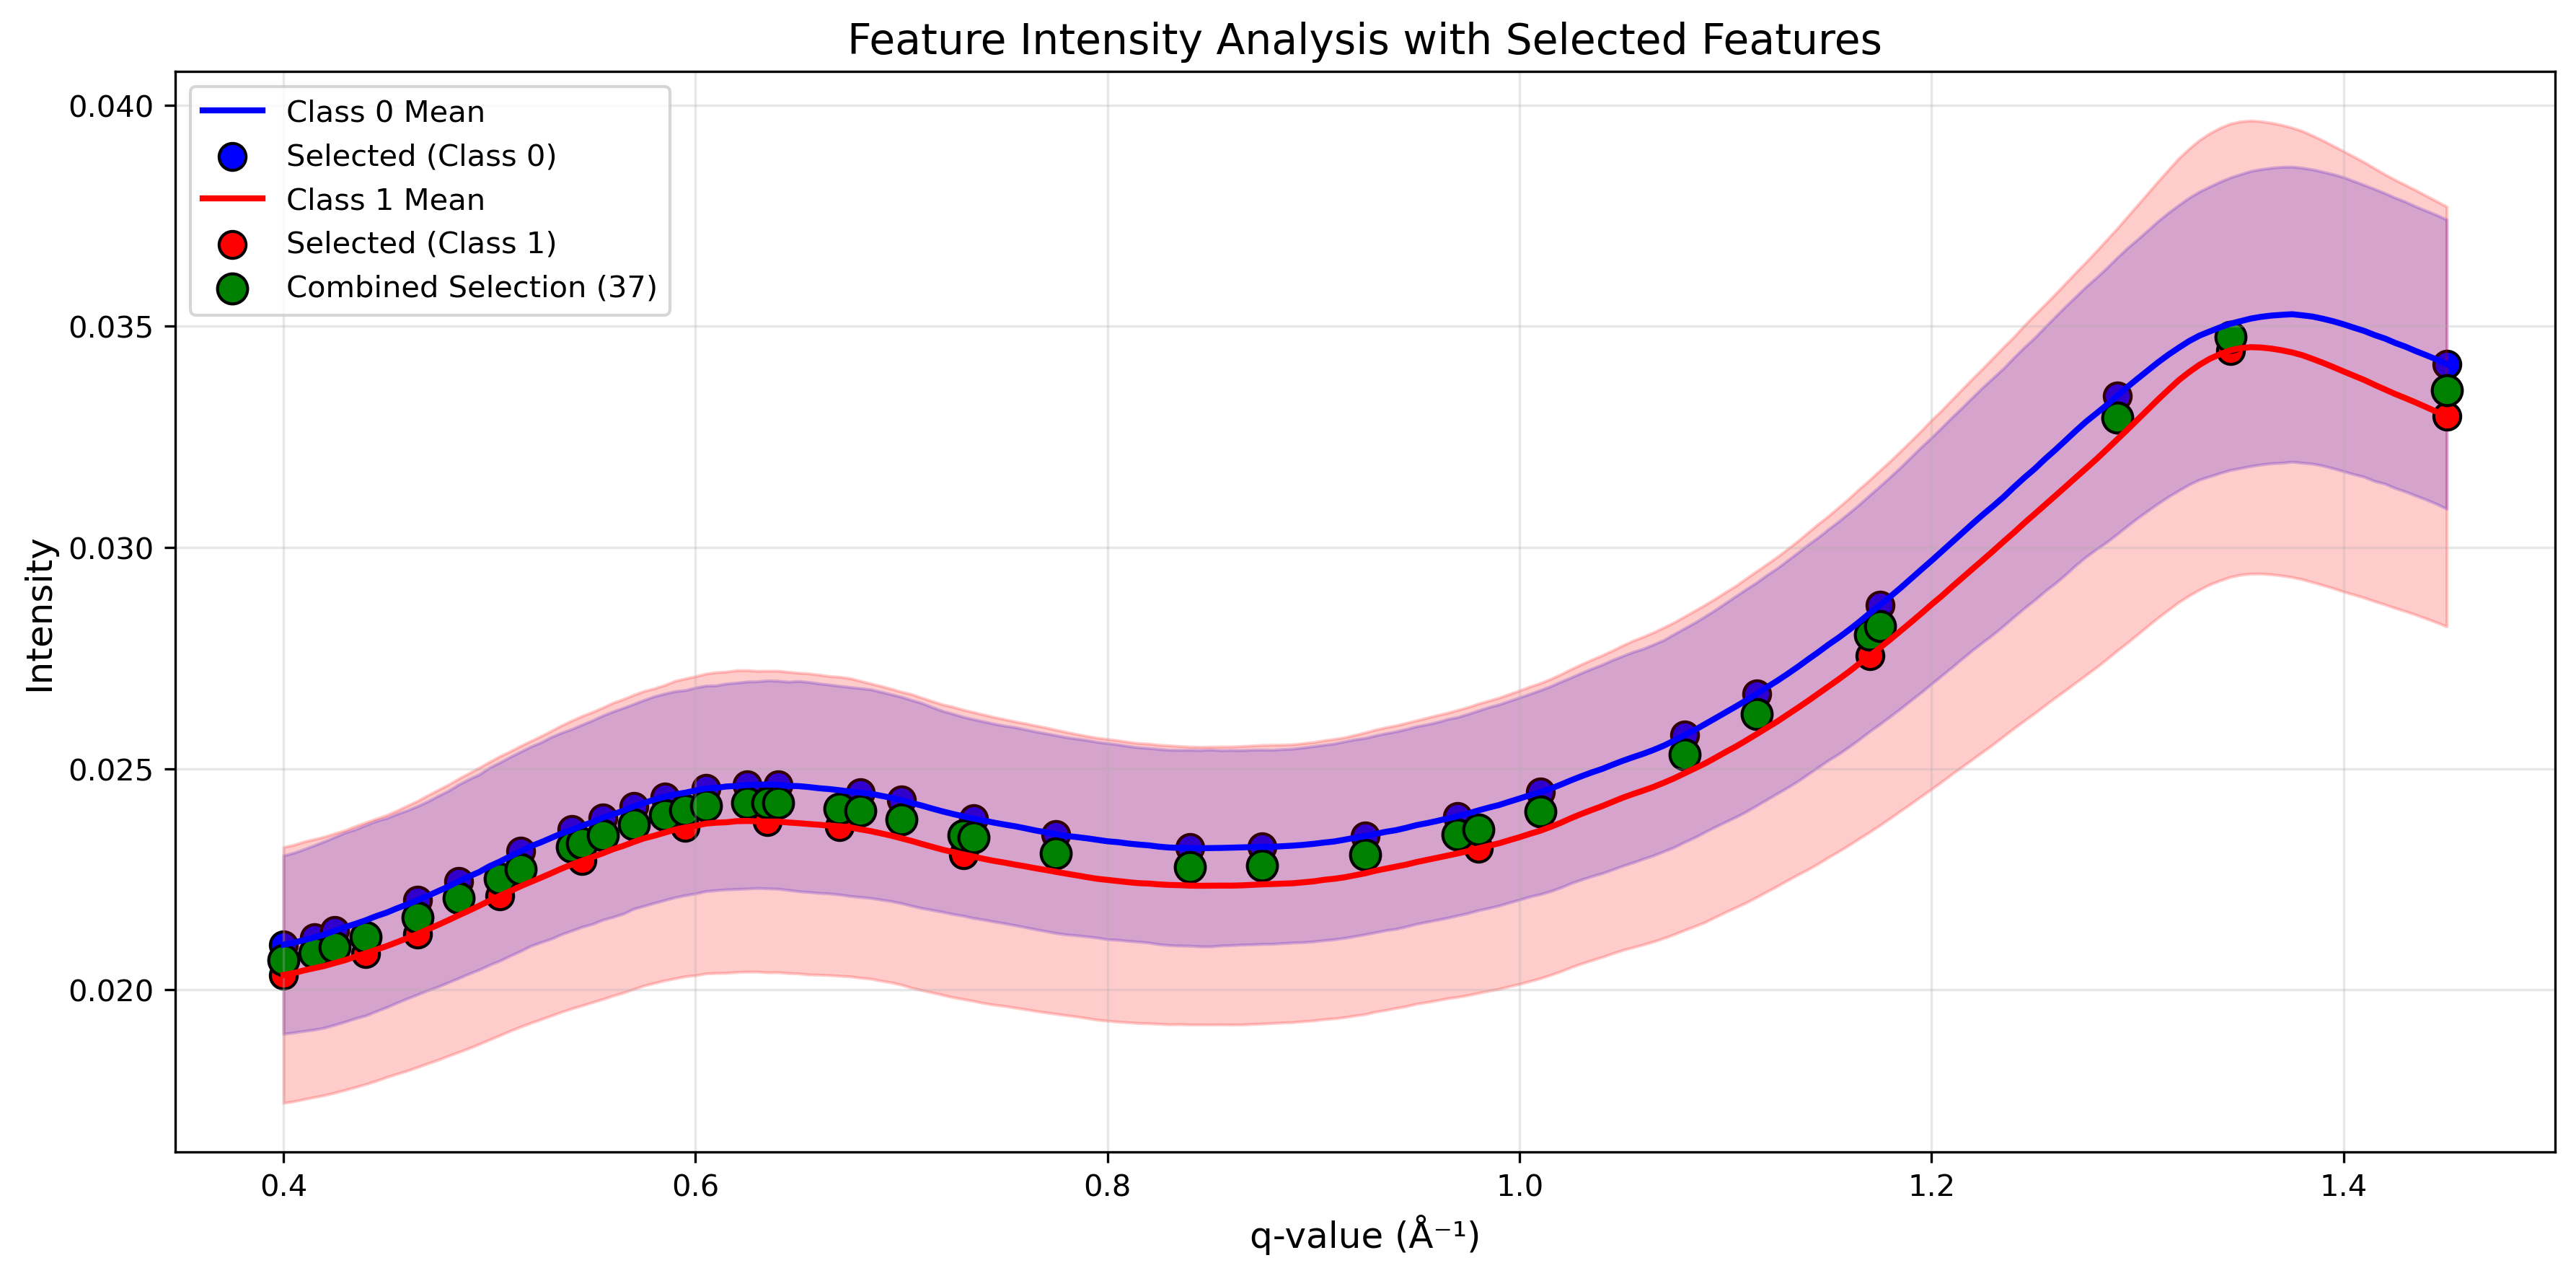 Feature Intensity Analysis with Selected Features
Class 0 Mean
Selected (Class 0)
Class 1 Mean
Selected (Class 1)
Combined Selection (37)
0.040
0.035
0.030
0.025
0.020
Intensity
0.4 0.6 0.8 1.0 1.2 1.4
q-value (Å⁻¹)